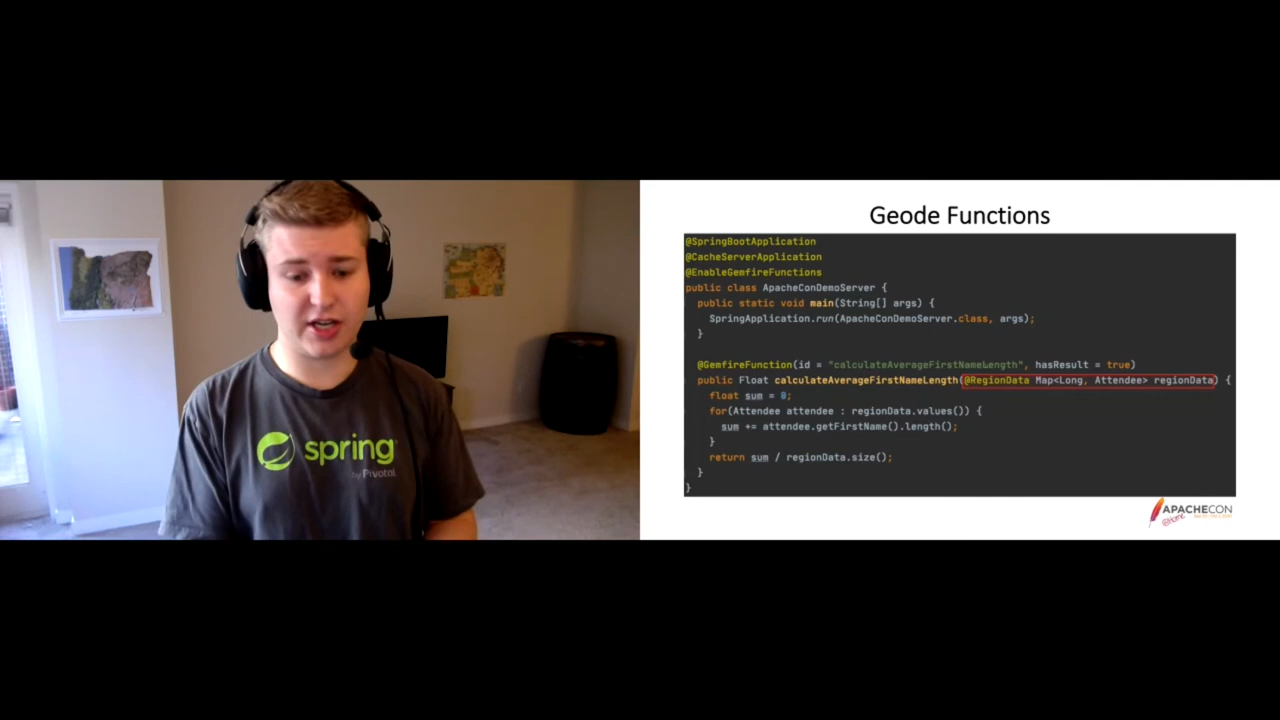 spring
by Pivotal
Geode Functions
@SpringBootApplication
@CacheServerApplication
@EnableGemfireFunctions
public class ApacheConDemoServer {
public static void main(String[] args) {
SpringApplication.run(ApacheConDemoServer.class, args);
}
@GemfireFunction(id = "calculateAverageFirstNameLength", hasResult = true)
public Float calculateAverageFirstNameLength(@RegionData Map<Long, Attendee> regionData) {
float sum = 0;
for(Attendee attendee : regionData.values()) {
sum += attendee.getFirstName().length();
}
return sum / regionData.size();
}
}
APACHECON
@Home